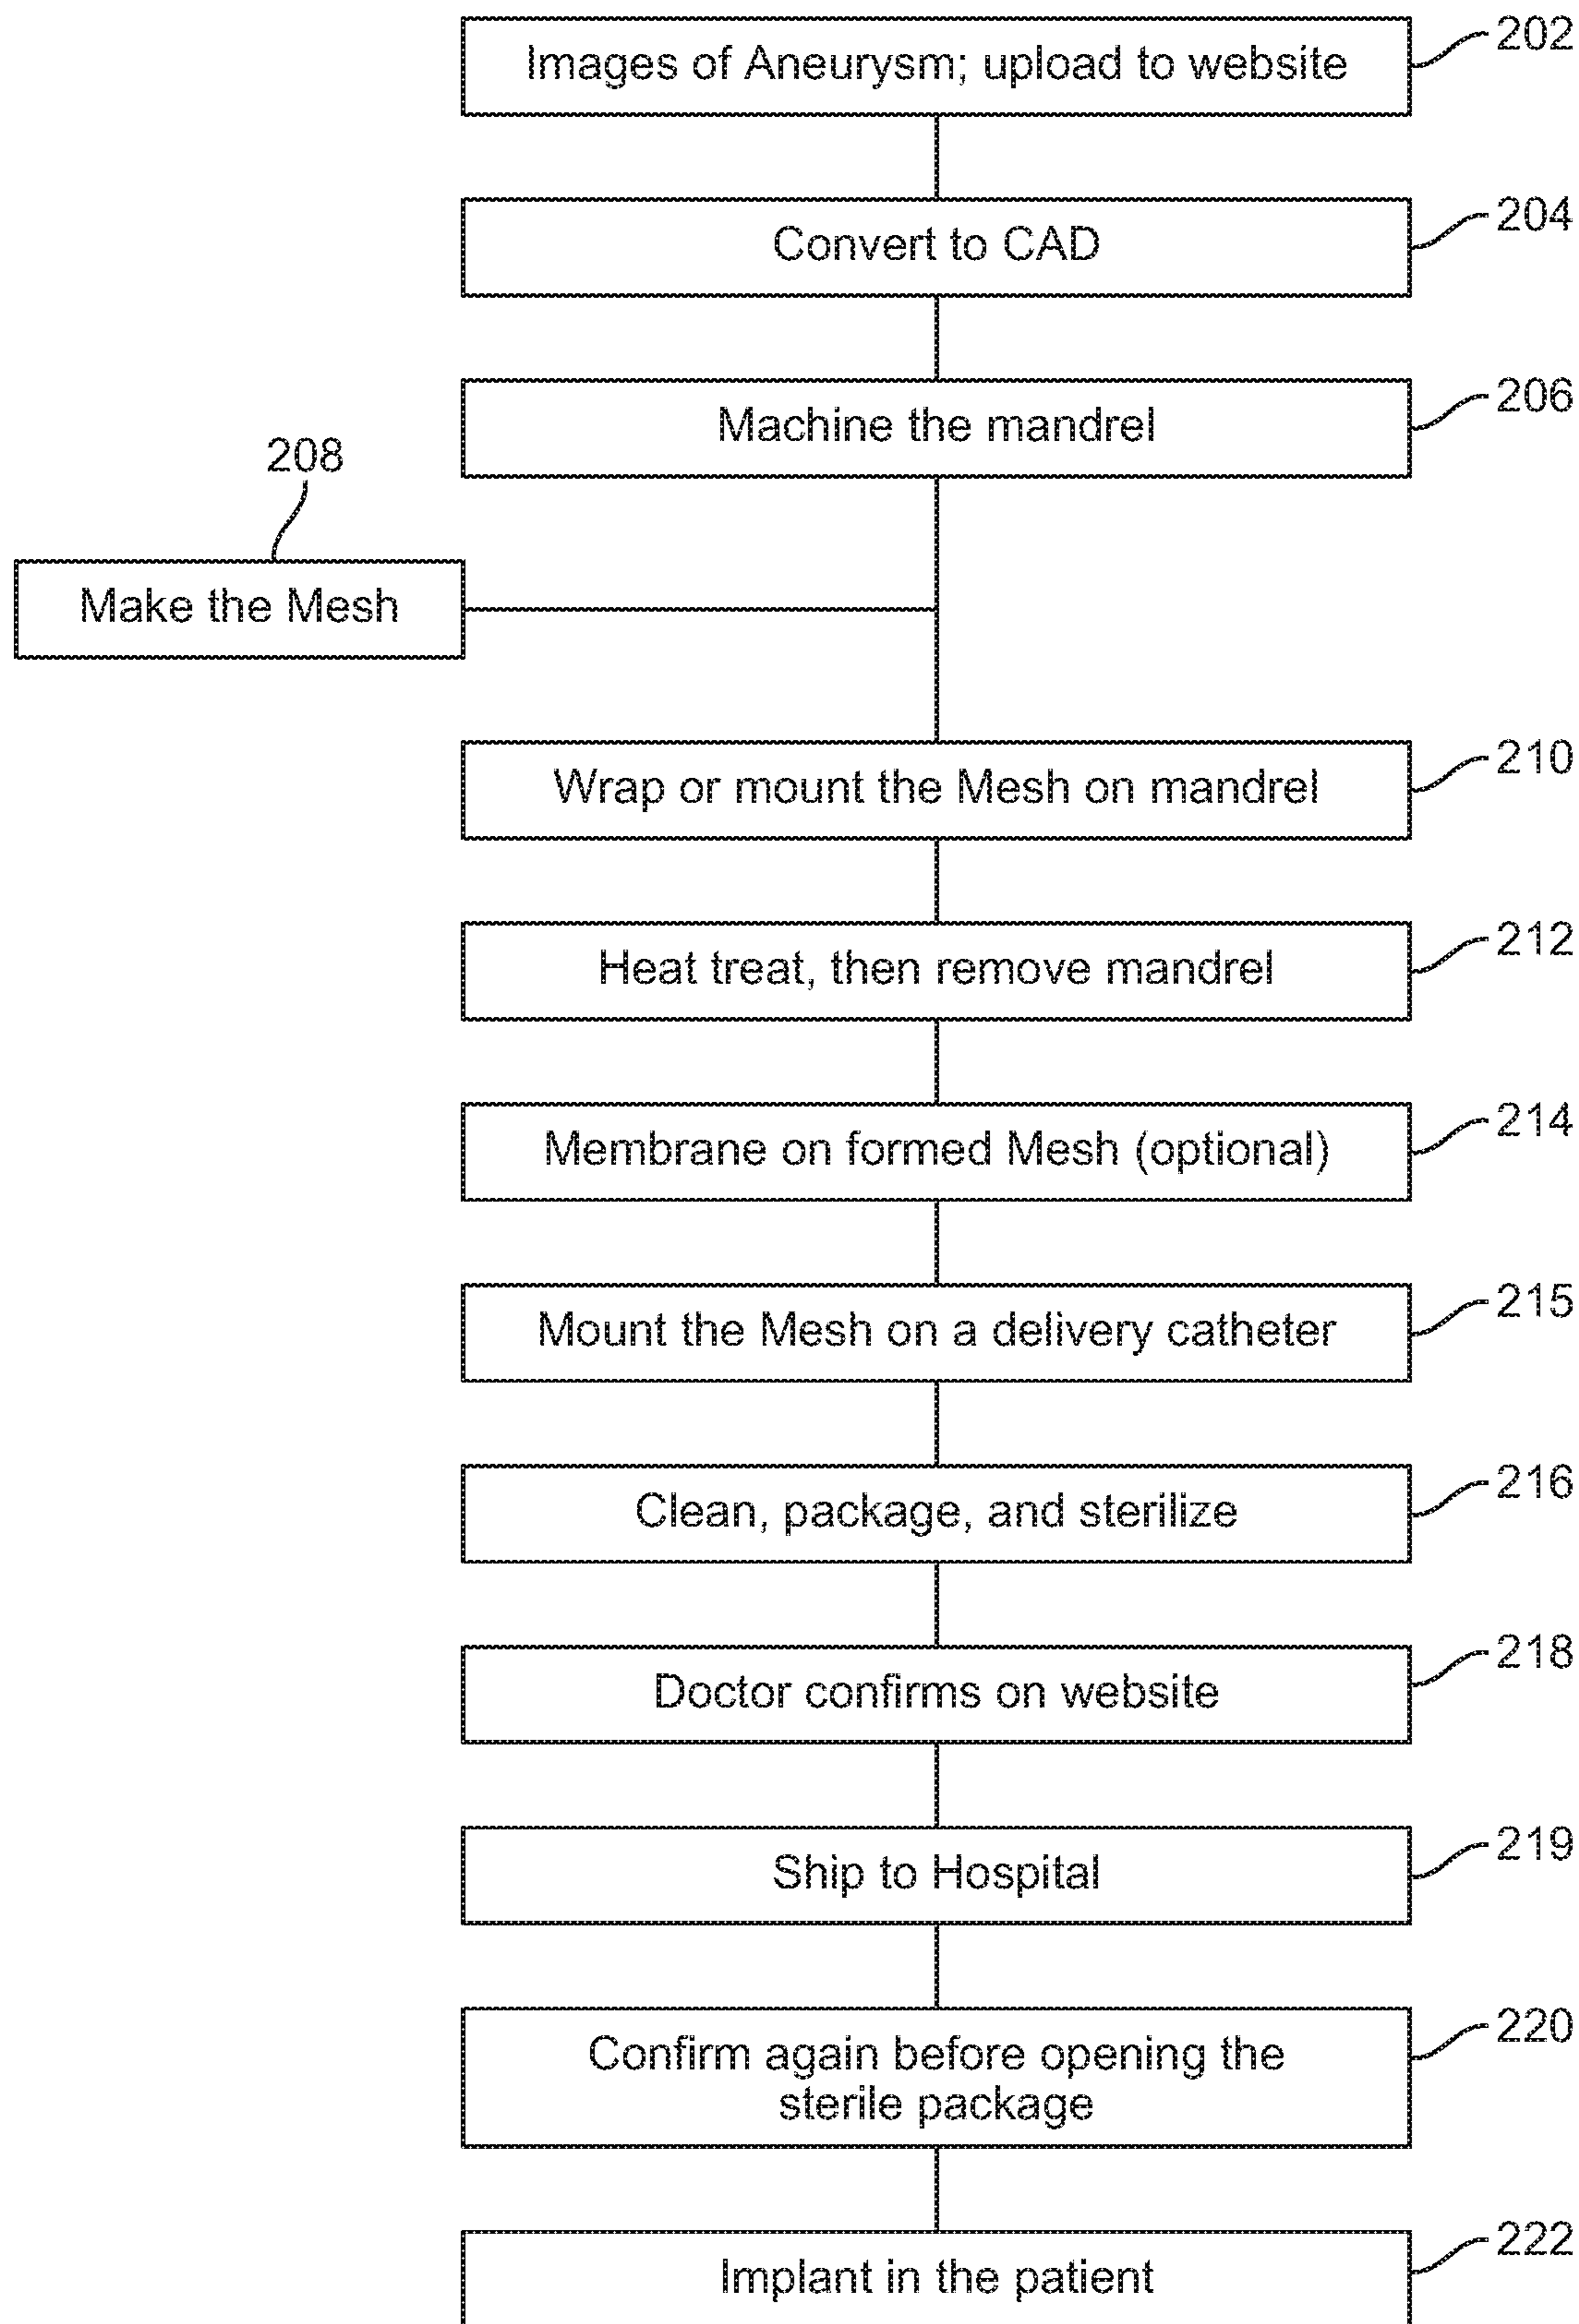 Images of Aneurysm; upload to website
202
Convert to CAD
204
Machine the mandrel
206
208
Make the Mesh
Wrap or mount the Mesh on mandrel
210
Heat treat, then remove mandrel
212
Membrane on formed Mesh (optional)
214
Mount the Mesh on a delivery catheter
215
Clean, package, and sterilize
216
Doctor confirms on website
218
Ship to Hospital
219
Confirm again before opening the
sterile package
220
Implant in the patient
222